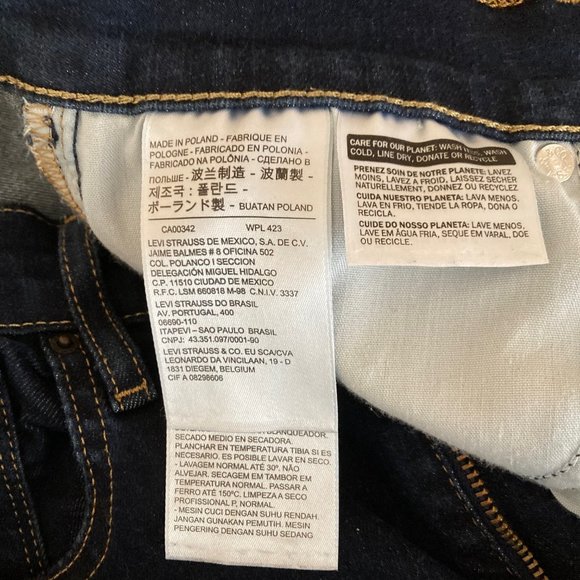 MADE IN POLAND - FABRIQUE EN
POLOGNE - FABRICADO EN POLONIA -
FABRICADO NA POLÔNIA - СДЕЛАНО В
ПОЛЬШЕ - 波兰制造 - 波蘭製 -
제조국 : 폴란드 -
ポーランド製 - BUATAN POLAND
CA00342 WPL 423
LEVI STRAUSS DE MEXICO, S.A. DE C.V.
JAIME BALMES # 8 OFICINA 502
COL. POLANCO I SECCION
DELEGACIÓN MIGUEL HIDALGO
C.P. 11510 CIUDAD DE MEXICO
R.F.C. LSM 660818 M-98 C.N.I.V. 3337
LEVI STRAUSS DO BRASIL
AV. PORTUGAL, 400
06690-110
ITAPEVI - SAO PAULO BRASIL
CNPJ: 43.351.097/0001-90
LEVI STRAUSS & CO. EU SCA/CVA
LEONARDO DA VINCILAAN, 19 - D
1831 DIEGEM, BELGIUM
CIF A 08298606
BLANQUEADOR.
SECADO MEDIO EN SECADORA.
PLANCHAR EN TEMPERATURA TIBIA SI ES
NECESARIO. ES POSIBLE LAVAR EN SECO.
- LAVAGEM NORMAL ATÉ 30º. NÃO
ALVEJAR. SECAGEM EM TAMBOR EM
TEMPERATURA NORMAL. PASSAR A
FERRO ATÉ 150ºC. LIMPEZA A SECO
PROIBIDA.
- MESIN CUCI DENGAN SUHU RENDAH.
JANGAN GUNAKAN PEMUTIH. MESIN
PENGERING DENGAN SUHU SEDANG
CARE FOR OUR PLANET: WASH LESS, WASH
COLD, LINE DRY, DONATE OR RECYCLE
PRENEZ SOIN DE NOTRE PLANETE: LAVEZ
MOINS, LAVEZ A FROID, LAISSEZ SÉCHER
NATURELLEMENT, DONNEZ OU RECYCLEZ
CUIDA NUESTRO PLANETA: LAVA MENOS.
LAVA EN FRIO, TIENDE LA ROPA, DONA O
RECICLA.
CUIDE DO NOSSO PLANETA: LAVE MENOS,
LAVE EM ÁGUA FRIA, SEQUE EM VARAL, DOE
OU RECICLE.